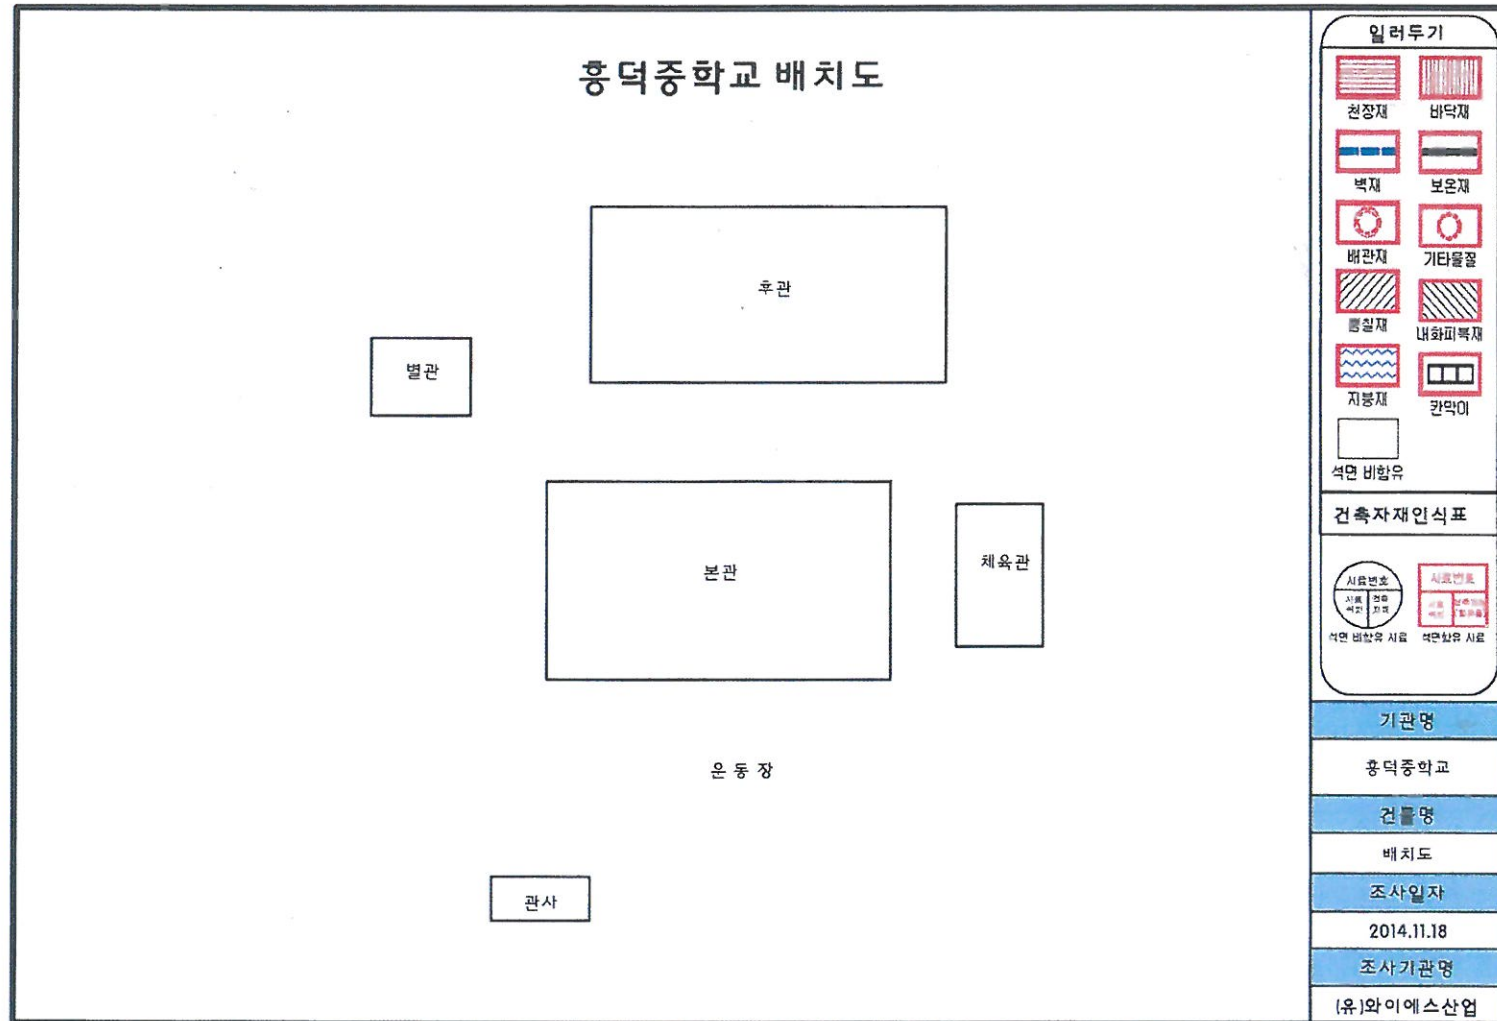 흥덕중학교 배치도
후관
별관
본관
체육관
운동장
관사
일러두기
천장재 바닥재
벽재 보온재
배관재 기타물질
뿜칠재 내화피복재
지붕재 칸막이
석면 비함유
건축자재인식표
시료번호 시료번호
석면 비함유 시료 석면함유 시료
기관명
흥덕중학교
건물명
배치도
조사일자
2014.11.18
조사기관명
(유)와이에스산업